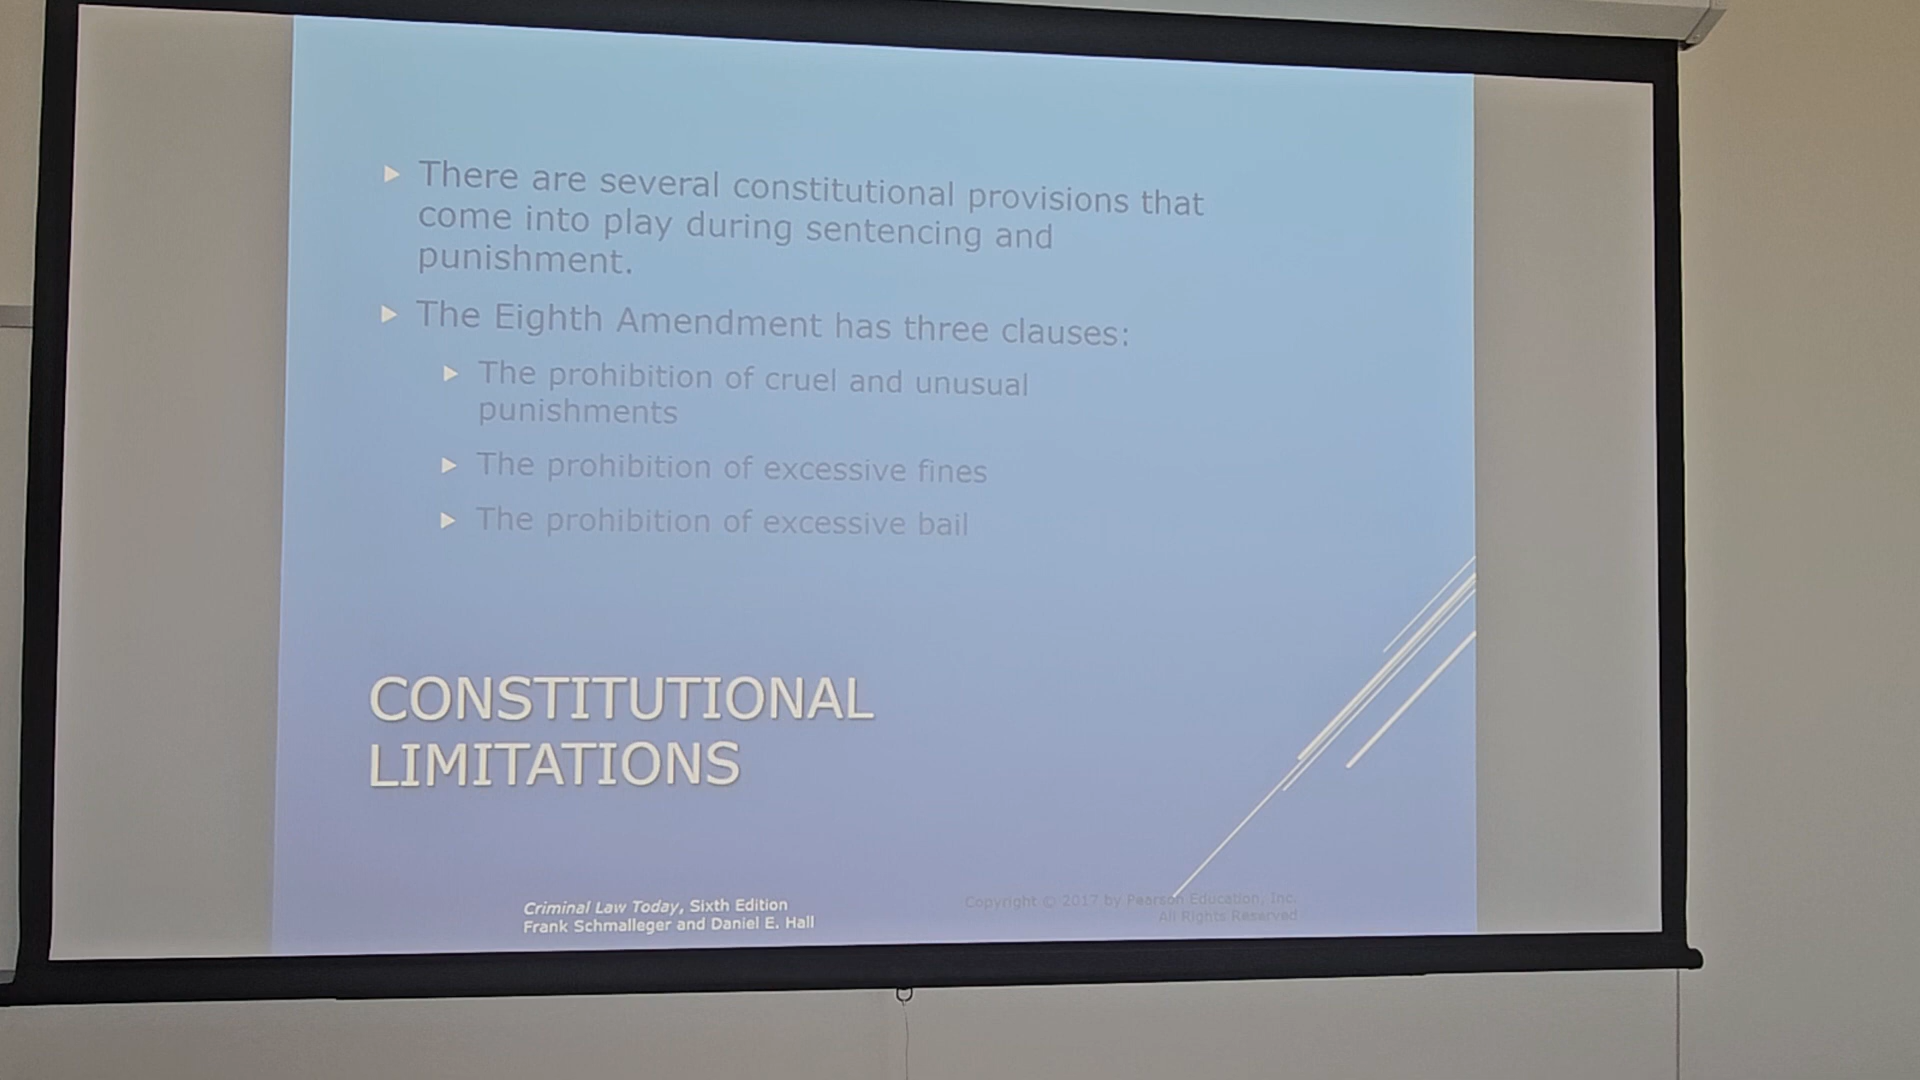 There are several constitutional provisions that
come into play during sentencing and
punishment.
The Eighth Amendment has three clauses:
The prohibition of cruel and unusual
punishments
The prohibition of excessive fines
The prohibition of excessive bail
CONSTITUTIONAL
LIMITATIONS
Criminal Law Today, Sixth Edition
Frank Schmalleger and Daniel E. Hall
Copyright © 2017 by Pearson Education, Inc.
All Rights Reserved